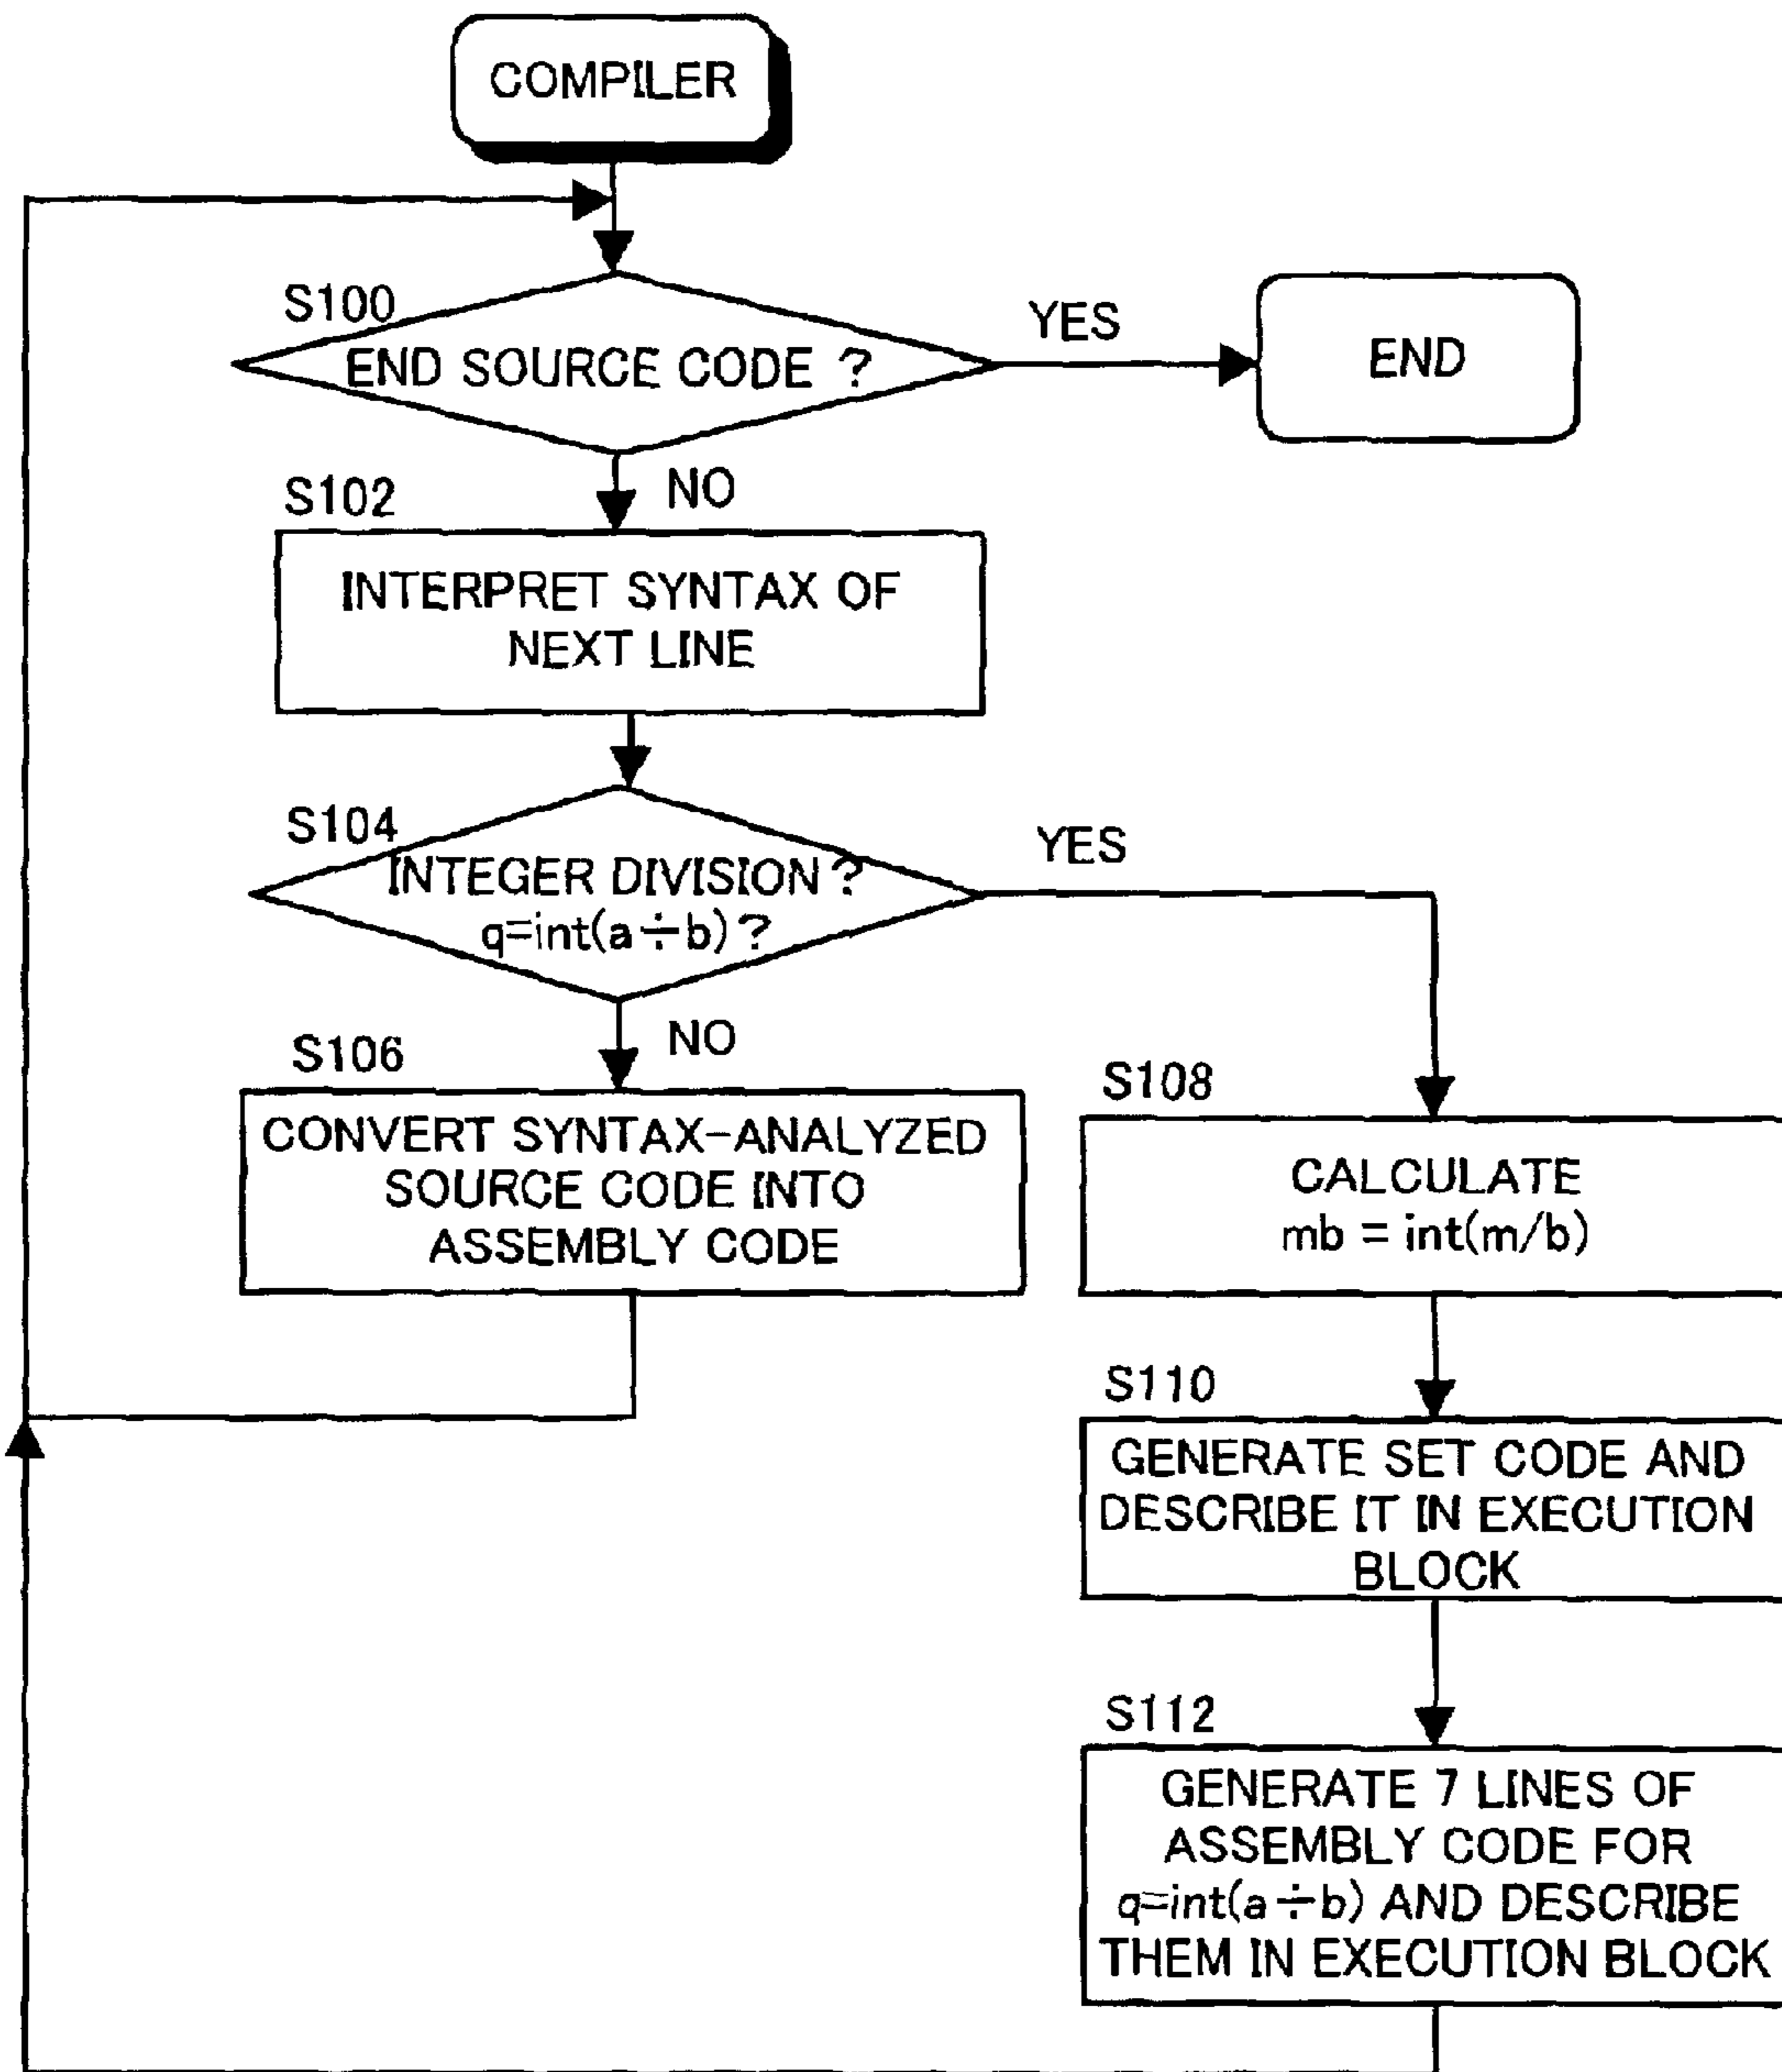 COMPILER
S100
END SOURCE CODE ?
YES
END
NO
S102
INTERPRET SYNTAX OF
NEXT LINE
S104
INTEGER DIVISION ?
q=int(a÷b)?
YES
NO
S106
CONVERT SYNTAX-ANALYZED
SOURCE CODE INTO
ASSEMBLY CODE
S108
CALCULATE
mb = int(m/b)
S110
GENERATE SET CODE AND
DESCRIBE IT IN EXECUTION
BLOCK
S112
GENERATE 7 LINES OF
ASSEMBLY CODE FOR
q=int(a÷b) AND DESCRIBE
THEM IN EXECUTION BLOCK